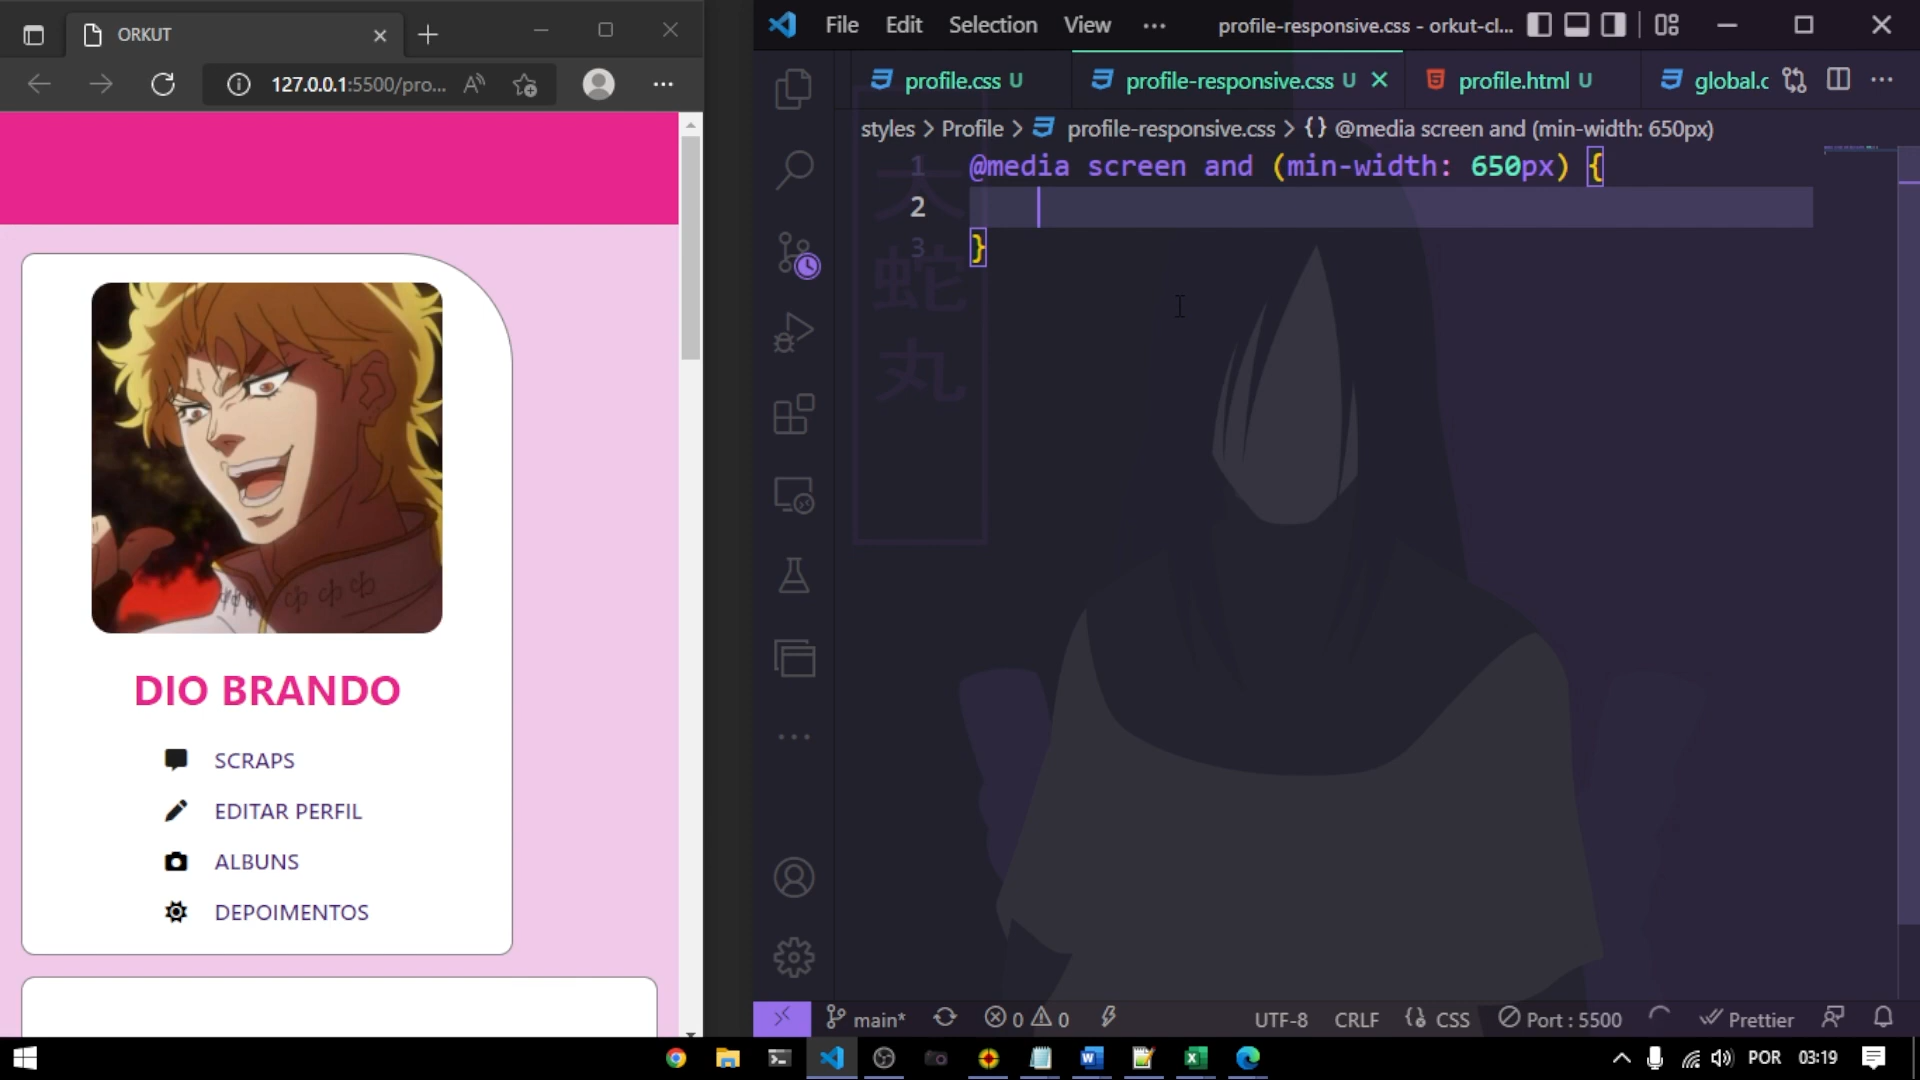 ORKUT
127.0.0.1:5500/pro...
DIO BRANDO
SCRAPS
EDITAR PERFIL
ALBUNS
DEPOIMENTOS
File Edit Selection View ··· profile-responsive.css - orkut-cl...
profile.css U profile-responsive.css U profile.html U global.c
styles > Profile > profile-responsive.css > {} @media screen and (min-width: 650px)
1 @media screen and (min-width: 650px) {
2
3 }
大
蛇
丸
main* 0 0 UTF-8 CRLF {} CSS Port : 5500 Prettier
POR 03:19